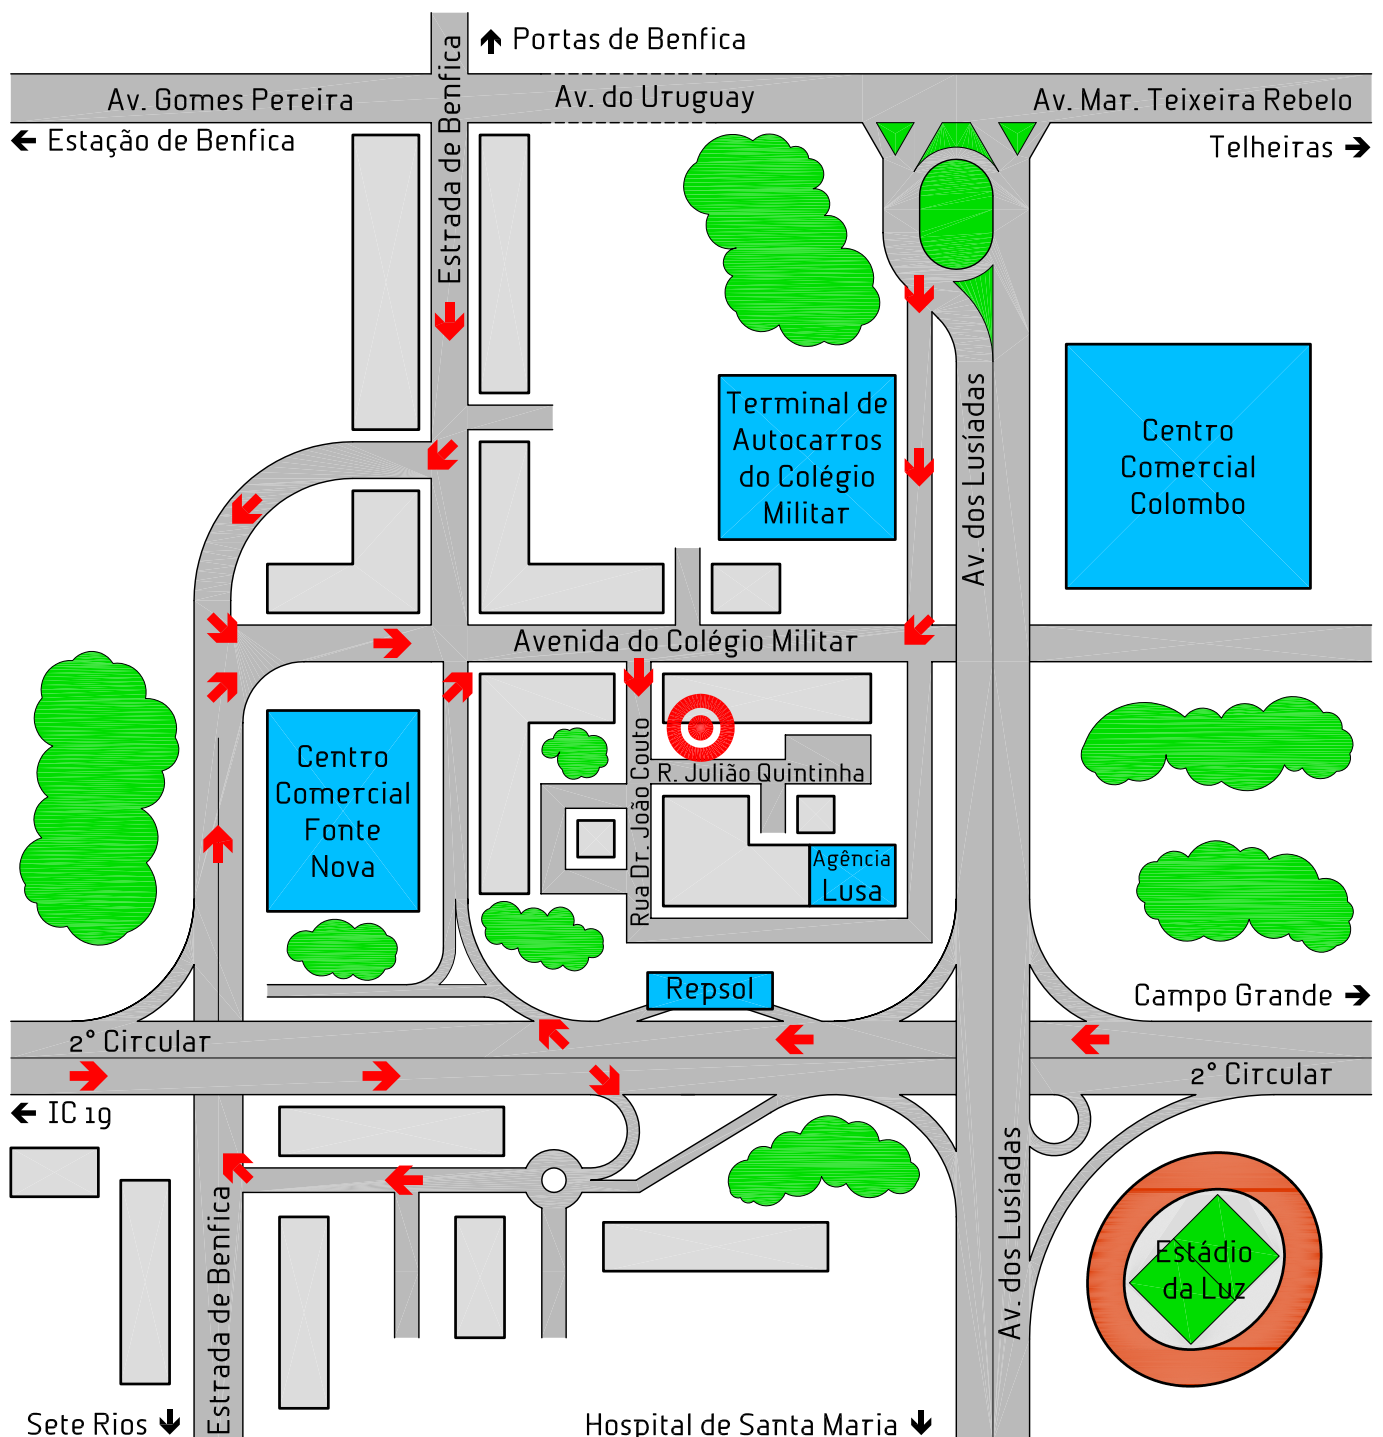 Portas de Benfica
Av. Gomes Pereira
Estrada de Benfica
Av. do Uruguay
Av. Mar. Teixeira Rebelo
Estação de Benfica
Telheiras
Terminal de
Autocarros
do Colégio
Militar
Av. dos Lusíadas
Centro
Comercial
Colombo
Avenida do Colégio Militar
Centro
Comercial
Fonte
Nova
Rua Dr. João Couto
R. Julião Quintinha
Agência
Lusa
Repsol
Campo Grande
2° Circular
2° Circular
IC 19
Estrada de Benfica
Av. dos Lusíadas
Estádio
da Luz
Sete Rios
Hospital de Santa Maria